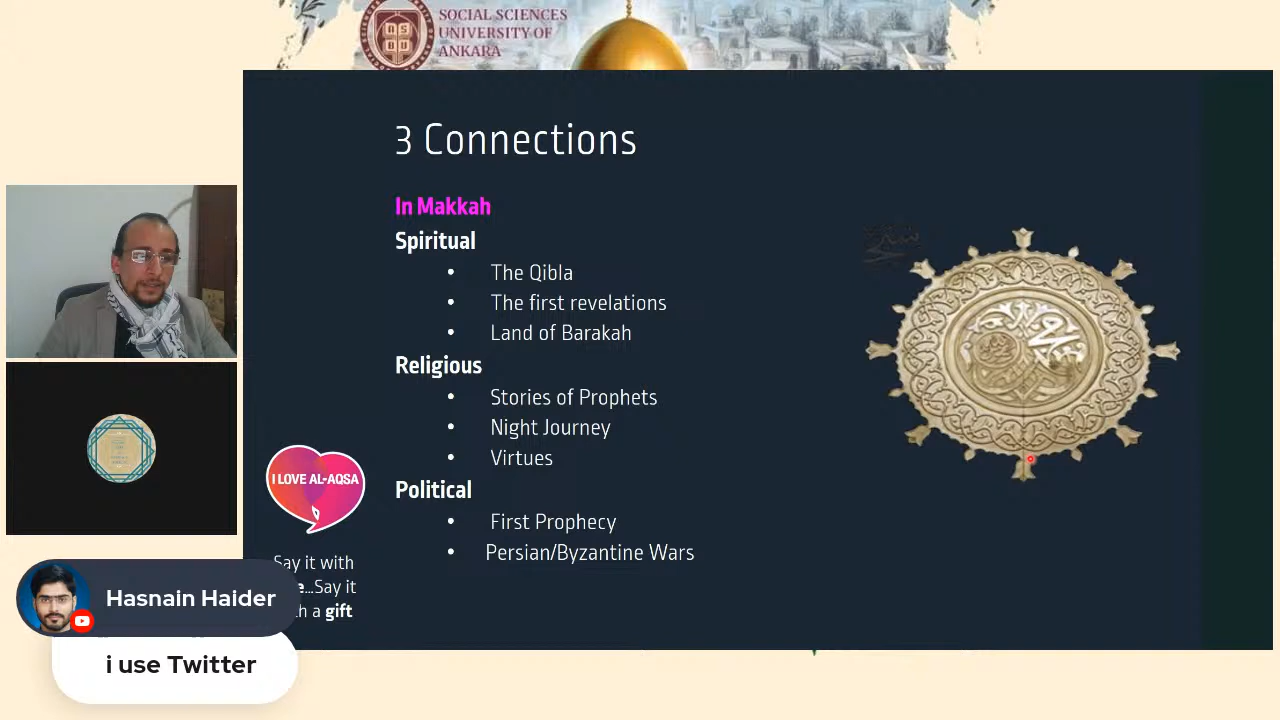 SOCIAL SCIENCES
UNIVERSITY OF
ANKARA
3 Connections
In Makkah
Spiritual
• The Qibla
• The first revelations
• Land of Barakah
Religious
• Stories of Prophets
• Night Journey
• Virtues
Political
• First Prophecy
• Persian/Byzantine Wars
I LOVE AL-AQSA
Say it with
e...Say it
h a gift
Hasnain Haider
i use Twitter